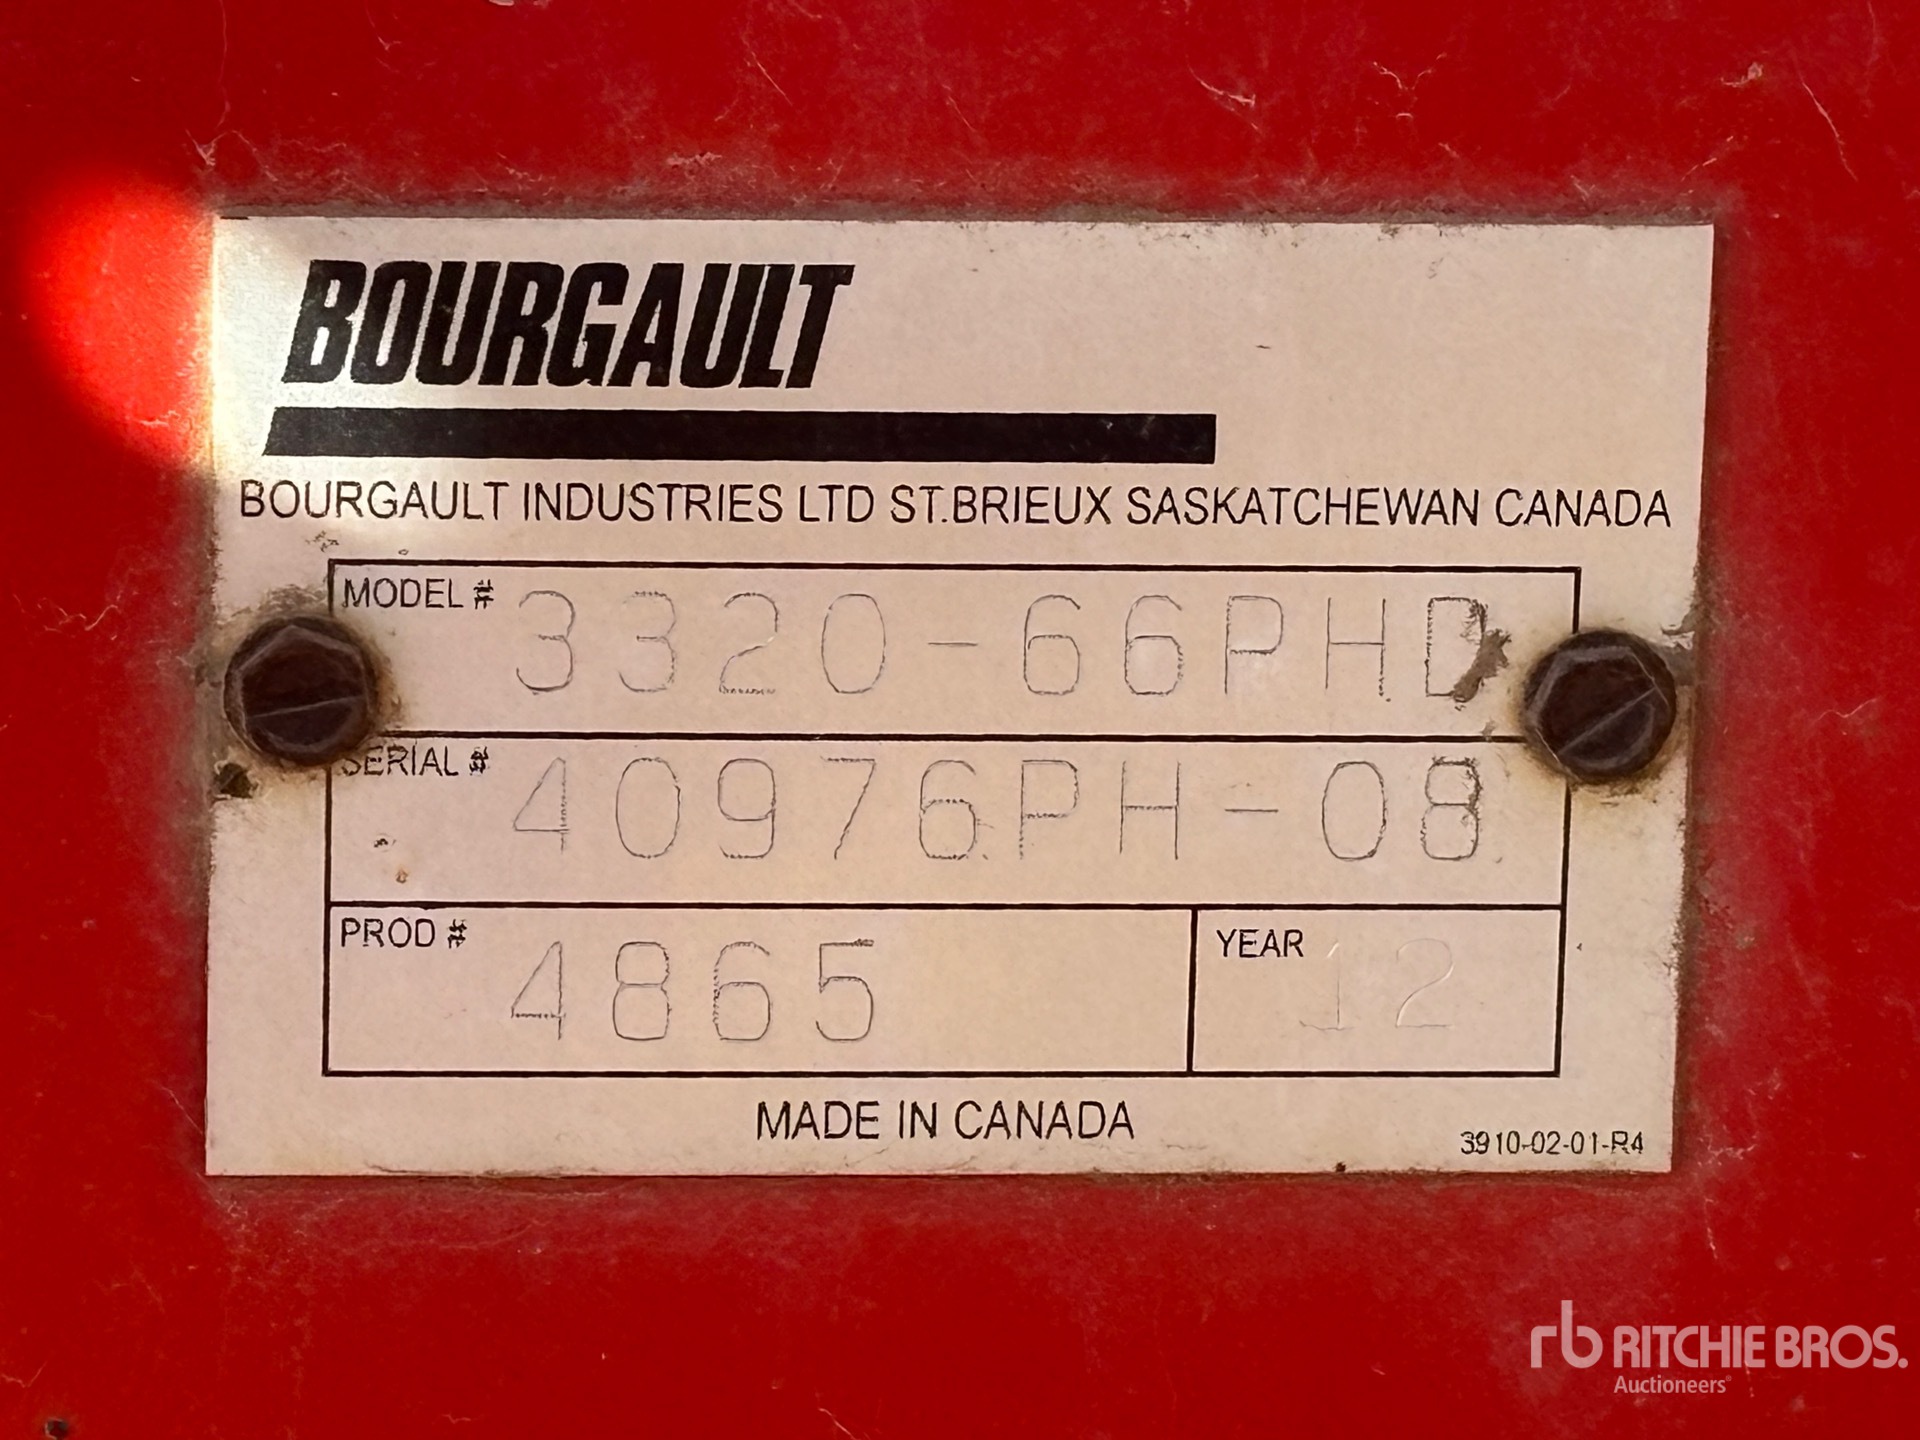 BOURGAULT
BOURGAULT INDUSTRIES LTD ST.BRIEUX SASKATCHEWAN CANADA
MODEL # 3320-66PHD
SERIAL # 40976PH-08
PROD # 4865 YEAR 12
MADE IN CANADA
3910-02-01-R4
rb RITCHIE BROS.
Auctioneers